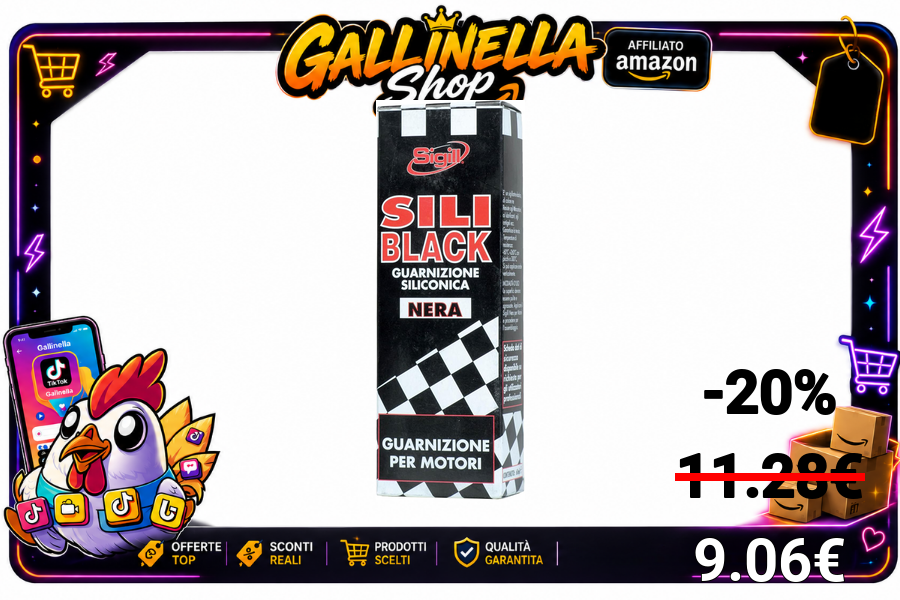 GALLINELLA
Shop
AFFILIATO
amazon
Sigill
SILI
BLACK
GUARNIZIONE
SILICONICA
NERA
GUARNIZIONE
PER MOTORI
Gallinella
TikTok
Gallinella
-20%
11.28€
9.06€
OFFERTE
TOP
SCONTI
REALI
PRODOTTI
SCELTI
QUALITÀ
GARANTITA